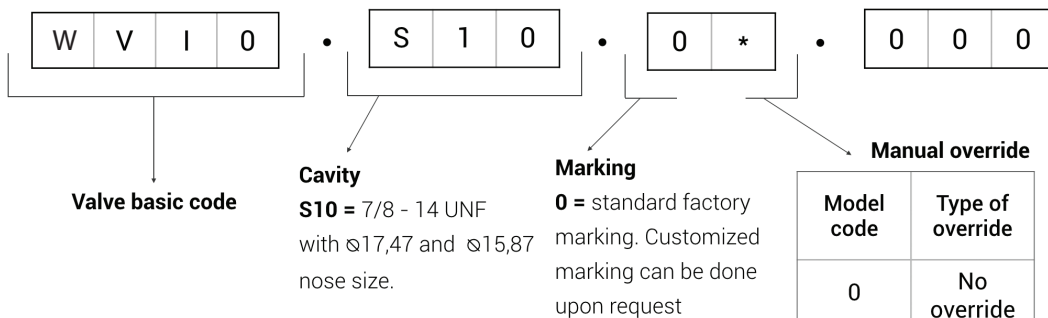 W V I 0 • S 1 0 • 0 * • 0 0 0
Manual override
Cavity
Marking
Valve basic code
S10 = 7/8 - 14 UNF
with ⌀17,47 and ⌀15,87
nose size.
0 = standard factory
marking. Customized
marking can be done
upon request
Model code
Type of override
0
No override